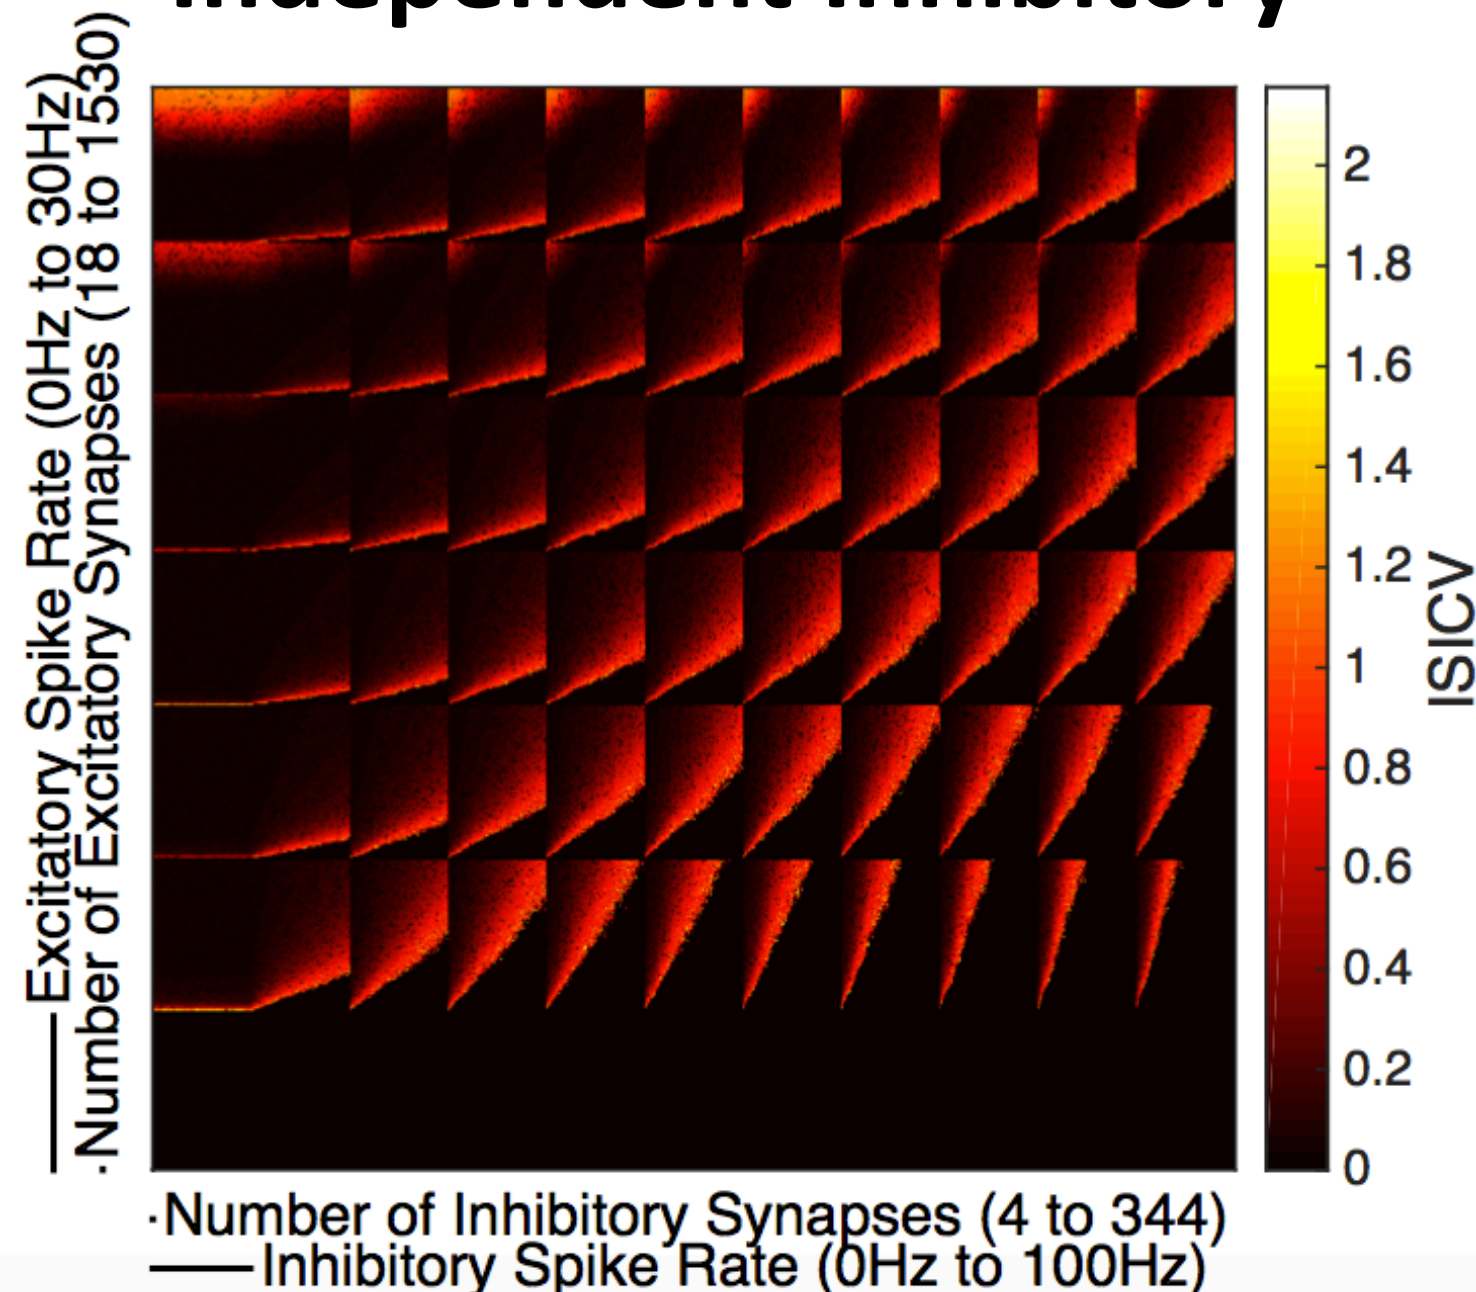 Independent Inhibitory
Excitatory Spike Rate (0Hz to 30Hz)
Number of Excitatory Synapses (18 to 1530)
2
1.8
1.6
1.4
1.2
1
0.8
0.6
0.4
0.2
0
ISICV
Number of Inhibitory Synapses (4 to 344)
Inhibitory Spike Rate (0Hz to 100Hz)